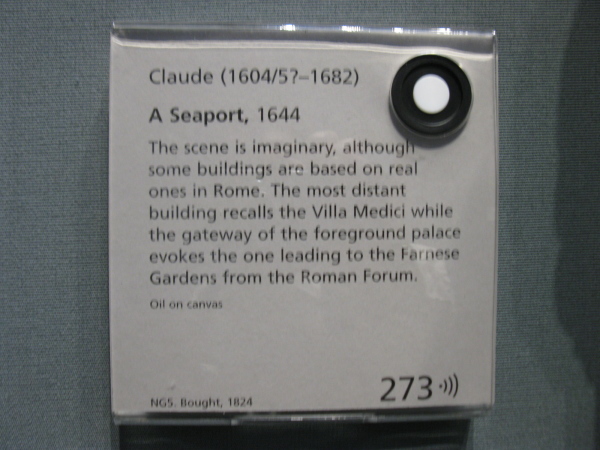 Claude (1604/5?–1682)
A Seaport, 1644
The scene is imaginary, although
some buildings are based on real
ones in Rome. The most distant
building recalls the Villa Medici while
the gateway of the foreground palace
evokes the one leading to the Farnese
Gardens from the Roman Forum.
Oil on canvas
NG5. Bought, 1824
273